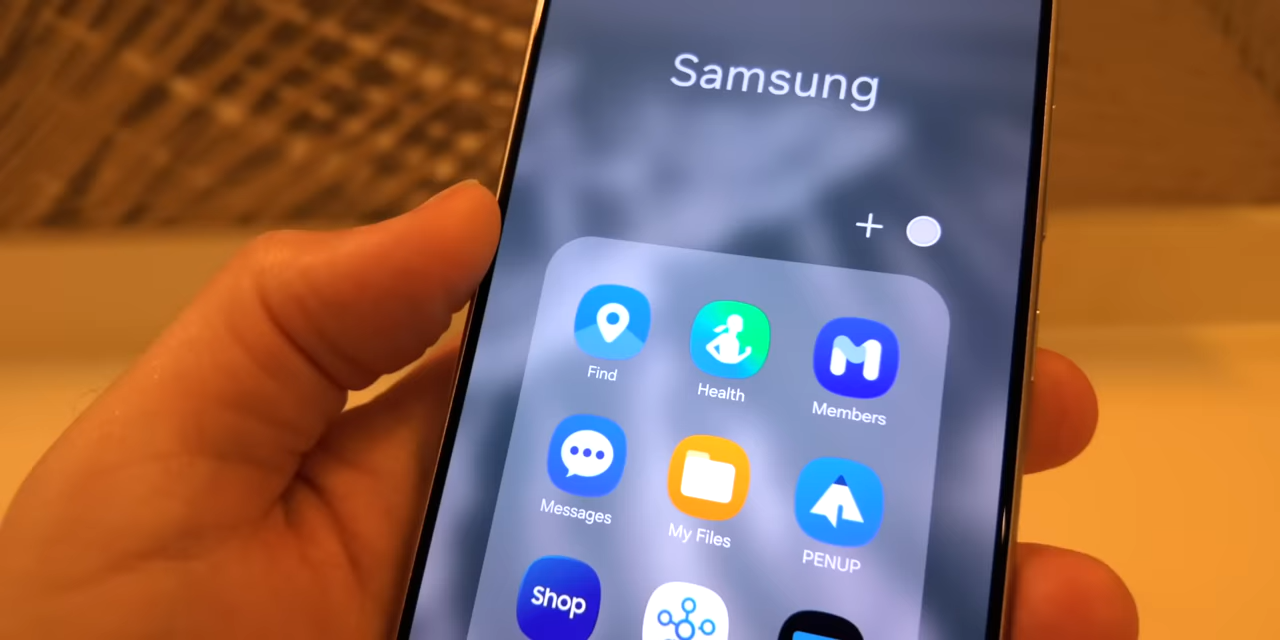 Samsung
+
Find
Health
Members
Messages
My Files
PENUP
Shop